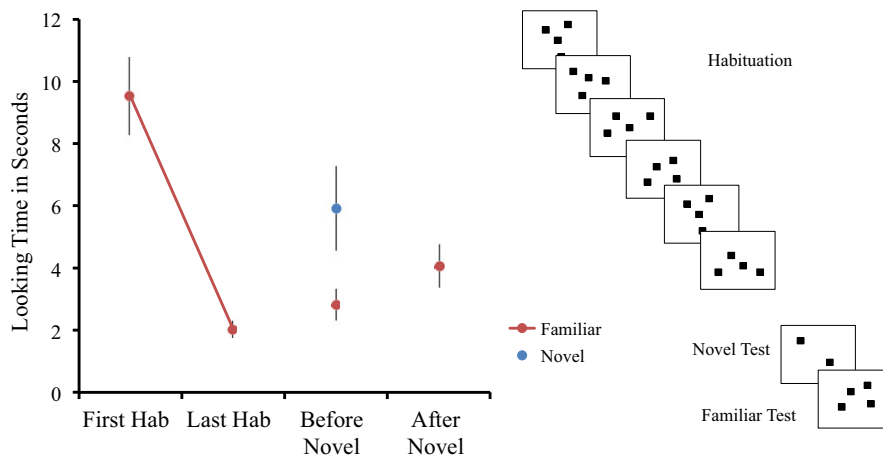 12
10
8
6
4
2
0
Looking Time in Seconds
First Hab
Last Hab
Before
Novel
After
Novel
Familiar
Novel
Habituation
Novel Test
Familiar Test